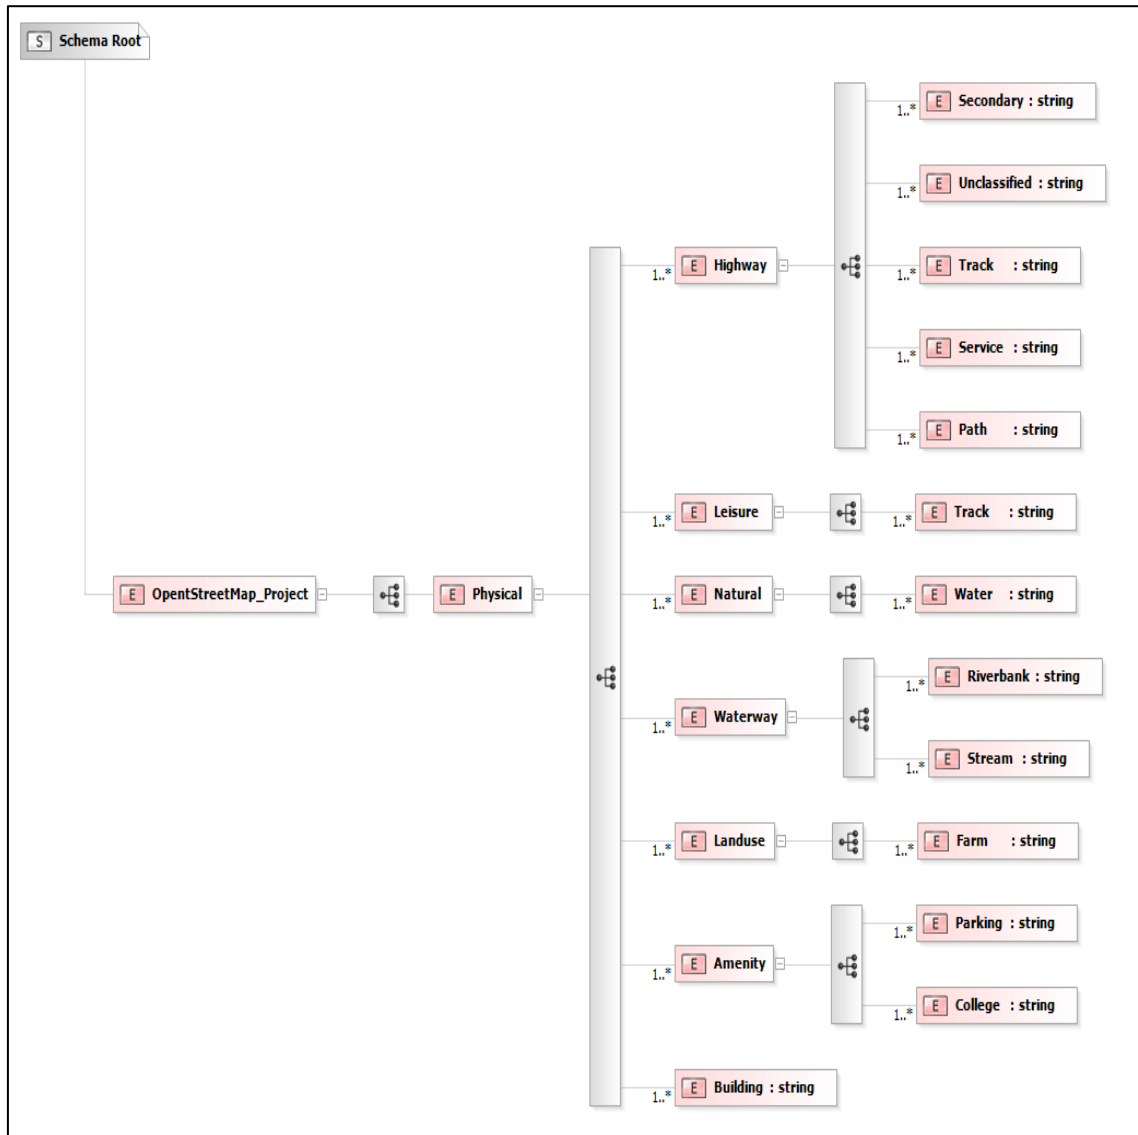 S Schema Root
E Secondary : string
1..*
E Unclassified : string
1..*
E Highway
1..*
E Track : string
1..*
E Service : string
1..*
E Path : string
1..*
E Leisure
1..*
E Track : string
1..*
E OpentStreetMap_Project
E Physical
E Natural
1..*
E Water : string
1..*
E Riverbank : string
1..*
E Waterway
1..*
E Stream : string
1..*
E Landuse
1..*
E Farm : string
1..*
E Parking : string
1..*
E Amenity
1..*
E College : string
1..*
E Building : string
1..*